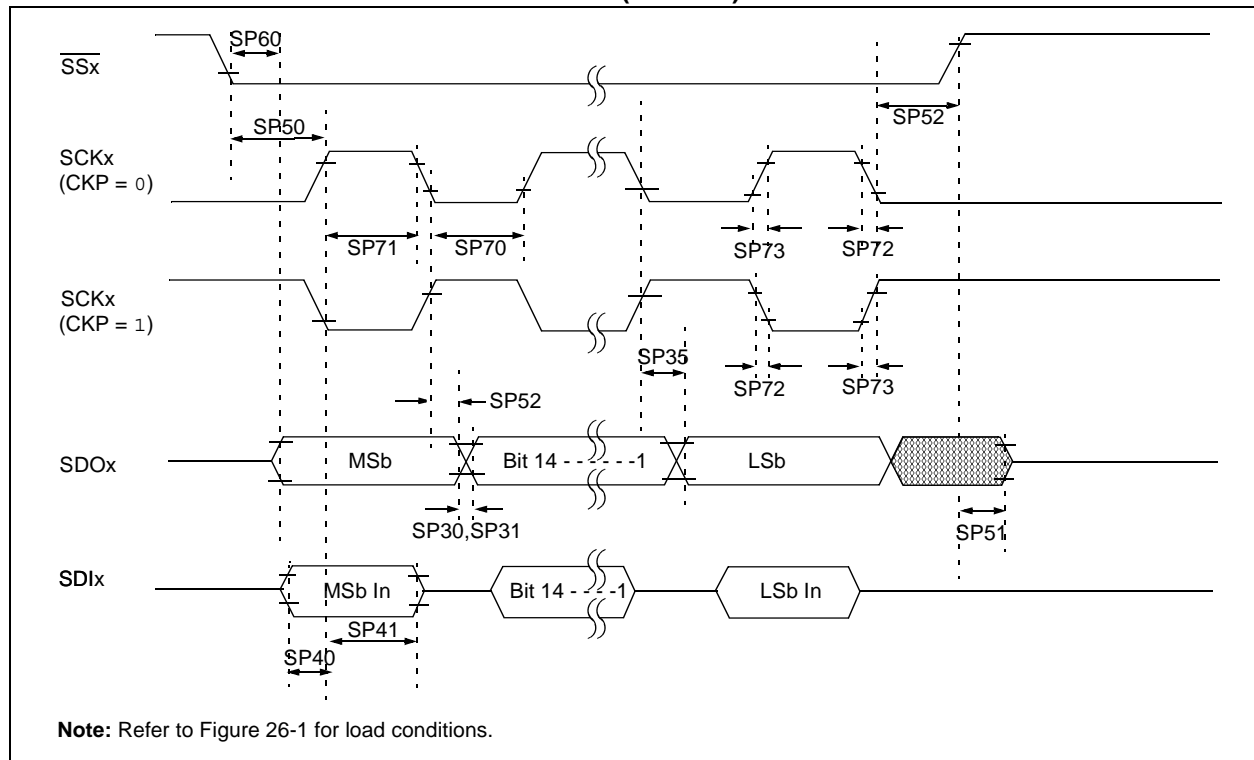 SP60
SSx
SP50
SP52
SCKx
(CKP = 0)
SP71
SP70
SP73
SP72
SCKx
(CKP = 1)
SP35
SP72
SP73
SP52
SDOx
MSb
Bit 14 - - - - - -1
LSb
SP30,SP31
SP51
SDIx
MSb In
Bit 14 - - - -1
LSb In
SP41
SP40
Note: Refer to Figure 26-1 for load conditions.